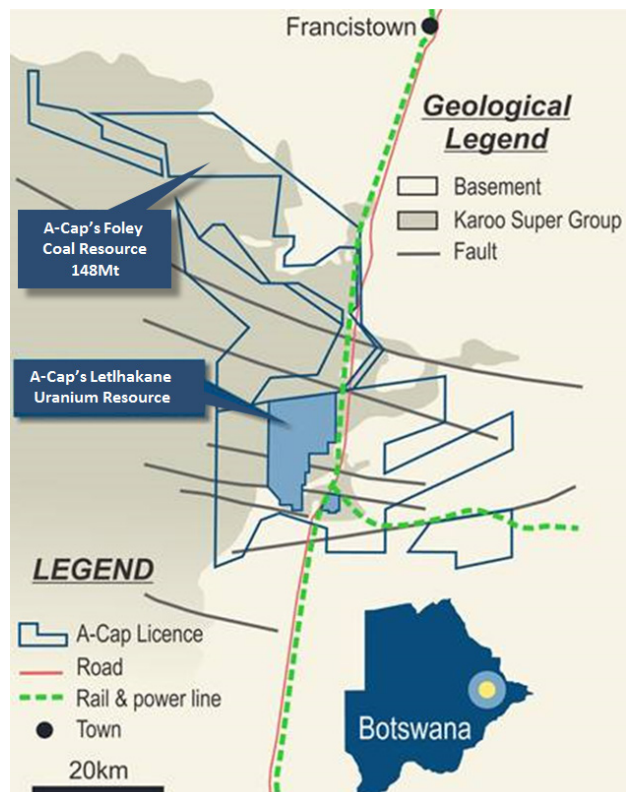 Francistown
Geological
Legend
Basement
Karoo Super Group
Fault
A-Cap's Foley
Coal Resource
148Mt
A-Cap's Letlhakane
Uranium Resource
LEGEND
A-Cap Licence
Road
Rail & power line
Town
20km
Botswana